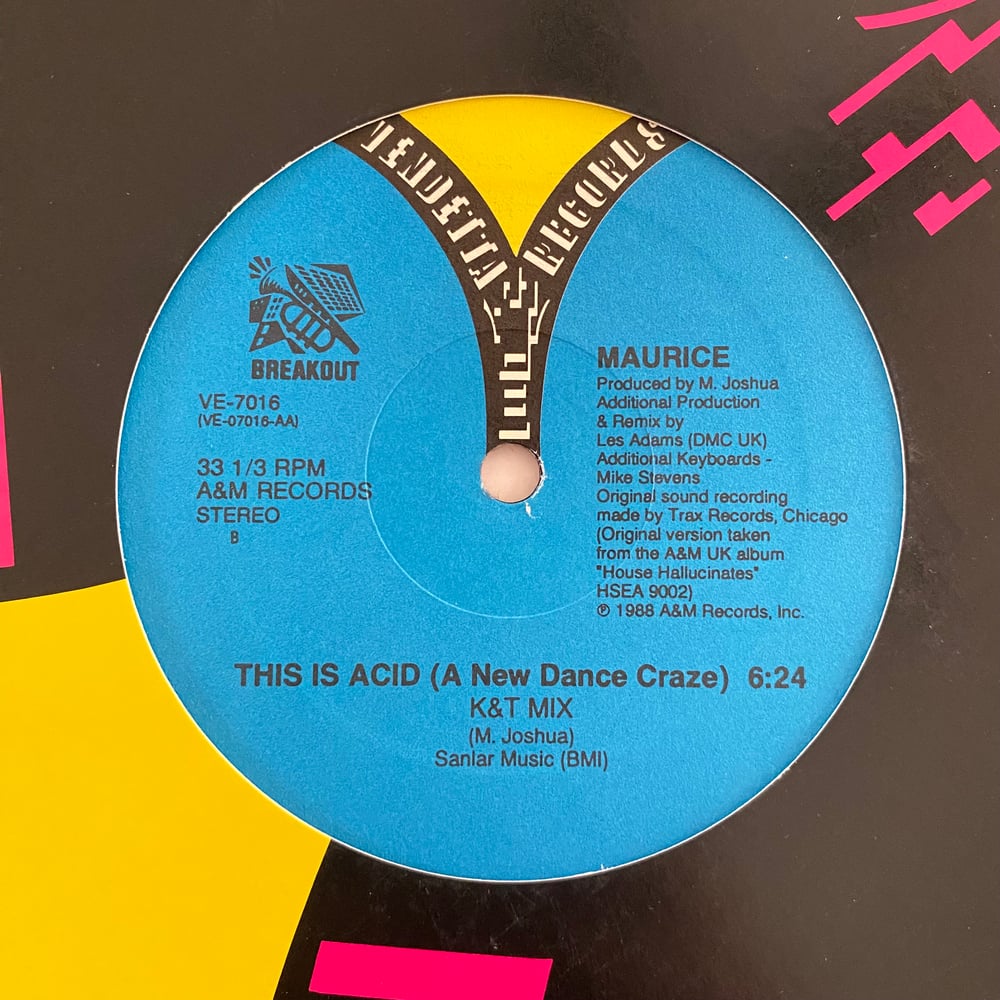 VENDETTA RECORDS
BREAKOUT
VE-7016
(VE-07016-AA)
33 1/3 RPM
A&M RECORDS
STEREO
B
MAURICE
Produced by M. Joshua
Additional Production
& Remix by
Les Adams (DMC UK)
Additional Keyboards -
Mike Stevens
Original sound recording
made by Trax Records, Chicago
(Original version taken
from the A&M UK album
"House Hallucinates"
HSEA 9002)
℗ 1988 A&M Records, Inc.
THIS IS ACID (A New Dance Craze) 6:24
K&T MIX
(M. Joshua)
Sanlar Music (BMI)